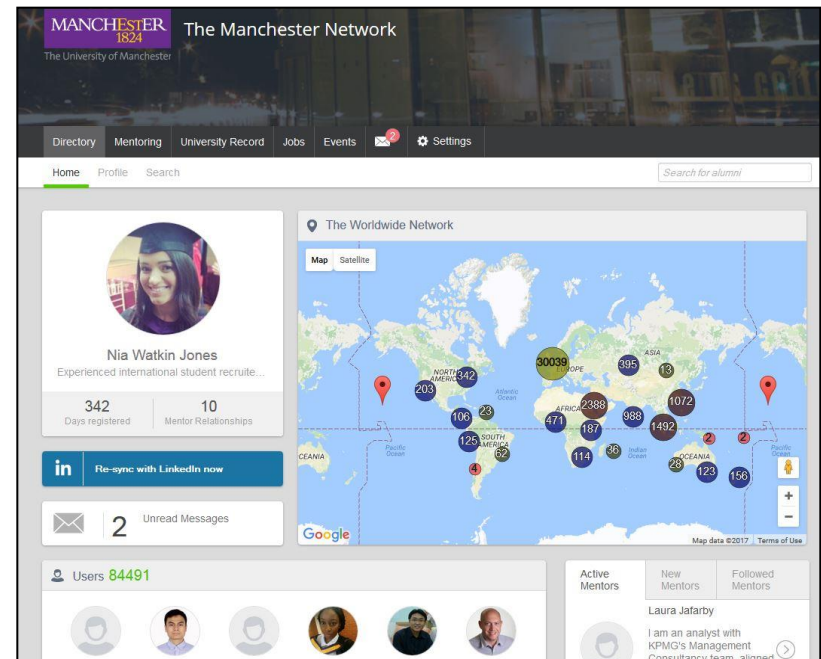 MANCHESTER
1824
The University of Manchester
The Manchester Network
Directory Mentoring University Record Jobs Events 2 Settings
Home Profile Search Search for alumni
Nia Watkin Jones
Experienced international student recruite...
342 10
Days registered Mentor Relationships
in Re-sync with LinkedIn now
2 Unread Messages
The Worldwide Network
Map Satellite
30039
395
ASIA
13
EUROPE
NORTH
AMERICA
342
203
Atlantic
Ocean
AFRICA
2388
1072
106
23
471
187
988
1492
125
SOUTH
AMERICA
62
2
2
Pacific
Ocean
Pacific
Ocean
CEANIA
114
36
Indian
Ocean
OCEANIA
28
123
156
4
+
−
Google
Map data ©2017 Terms of Use
Users 84491
Active
Mentors
New
Mentors
Followed
Mentors
Laura Jafarby
I am an analyst with
KPMG's Management
Consultancy team, aligned